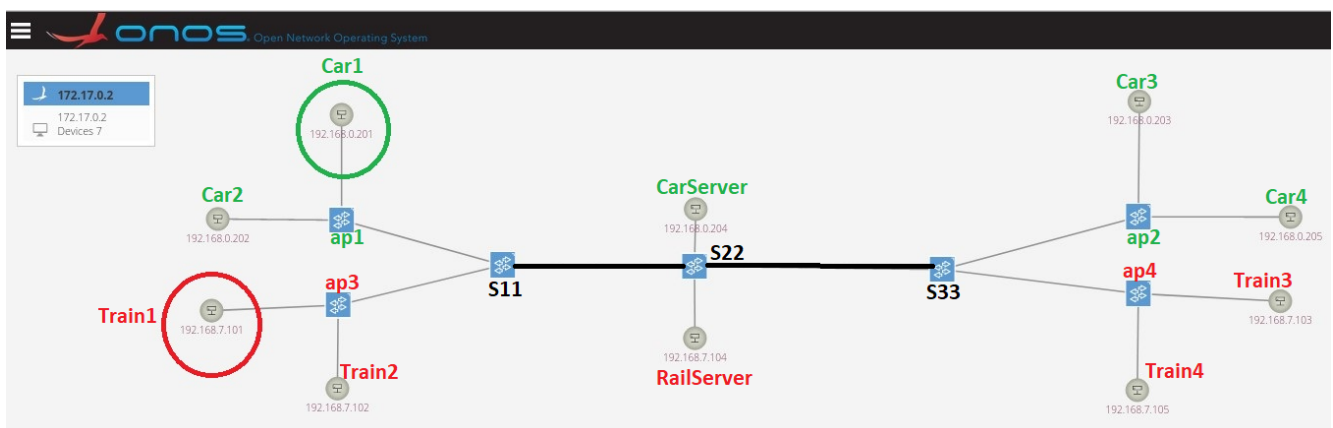 onos. Open Network Operating System
172.17.0.2
172.17.0.2
Devices 7
Car1
192.168.0.201
Car2
192.168.0.202
ap1
Train1
192.168.7.101
ap3
Train2
192.168.7.102
S11
CarServer
192.168.0.204
S22
192.168.7.104
RailServer
S33
Car3
192.168.0.203
Car4
192.168.0.205
ap2
ap4
Train3
192.168.7.103
Train4
192.168.7.105